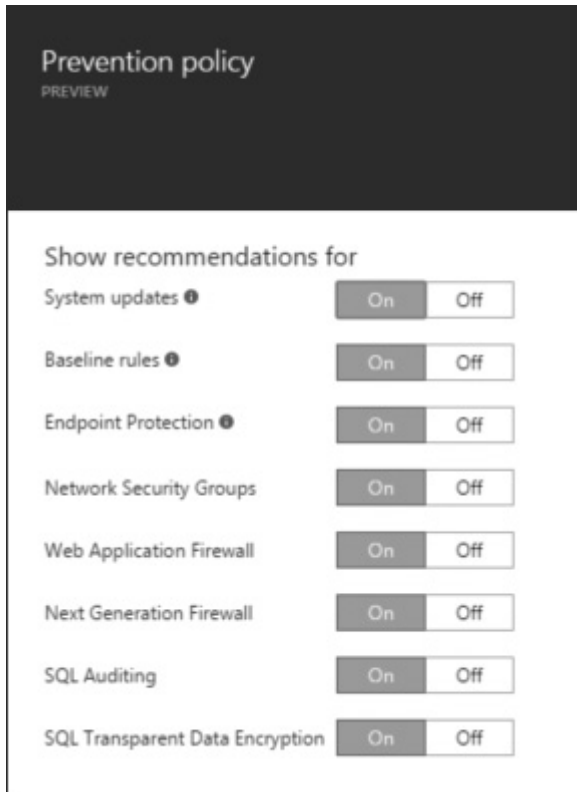 Prevention policy
PREVIEW
Show recommendations for
System updates On Off
Baseline rules On Off
Endpoint Protection On Off
Network Security Groups On Off
Web Application Firewall On Off
Next Generation Firewall On Off
SQL Auditing On Off
SQL Transparent Data Encryption On Off